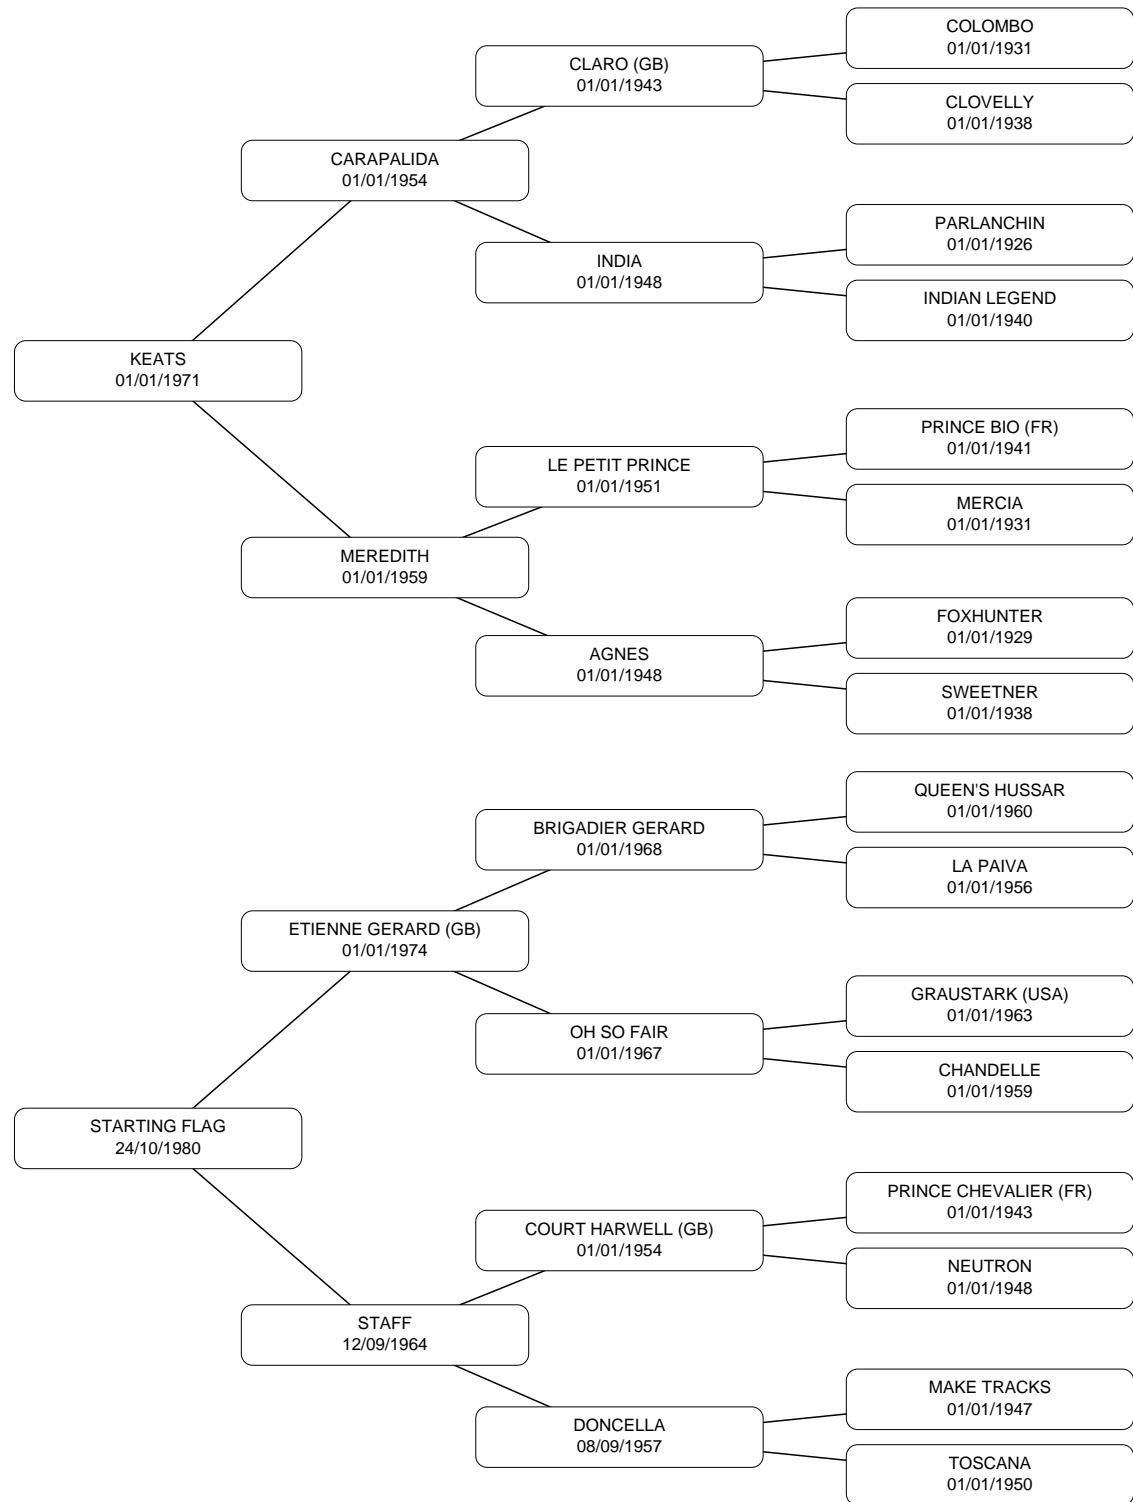 COLOMBO
01/01/1931
CLARO (GB)
01/01/1943
CLOVELLY
01/01/1938
CARAPALIDA
01/01/1954
PARLANCHIN
01/01/1926
INDIA
01/01/1948
INDIAN LEGEND
01/01/1940
KEATS
01/01/1971
PRINCE BIO (FR)
01/01/1941
LE PETIT PRINCE
01/01/1951
MERCIA
01/01/1931
MEREDITH
01/01/1959
FOXHUNTER
01/01/1929
AGNES
01/01/1948
SWEETNER
01/01/1938
QUEEN'S HUSSAR
01/01/1960
BRIGADIER GERARD
01/01/1968
LA PAIVA
01/01/1956
ETIENNE GERARD (GB)
01/01/1974
GRAUSTARK (USA)
01/01/1963
OH SO FAIR
01/01/1967
CHANDELLE
01/01/1959
STARTING FLAG
24/10/1980
PRINCE CHEVALIER (FR)
01/01/1943
COURT HARWELL (GB)
01/01/1954
NEUTRON
01/01/1948
STAFF
12/09/1964
MAKE TRACKS
01/01/1947
DONCELLA
08/09/1957
TOSCANA
01/01/1950